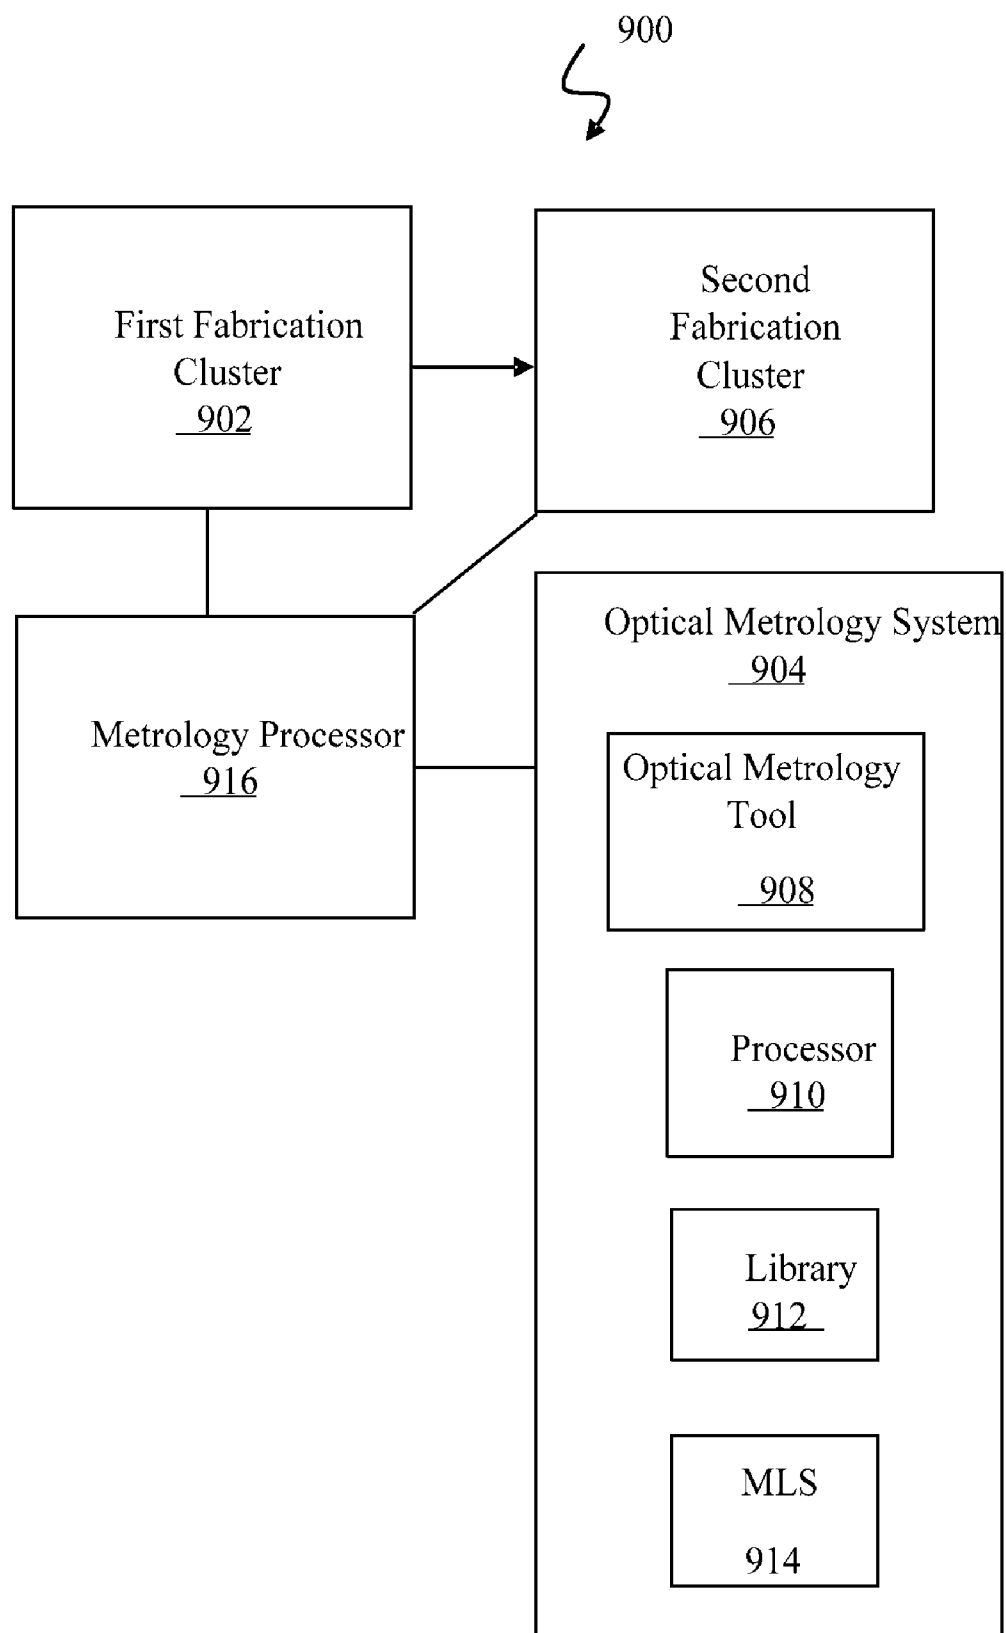 900
First Fabrication
Cluster
902
Second
Fabrication
Cluster
906
Optical Metrology System
904
Metrology Processor
916
Optical Metrology
Tool
908
Processor
910
Library
912
MLS
914